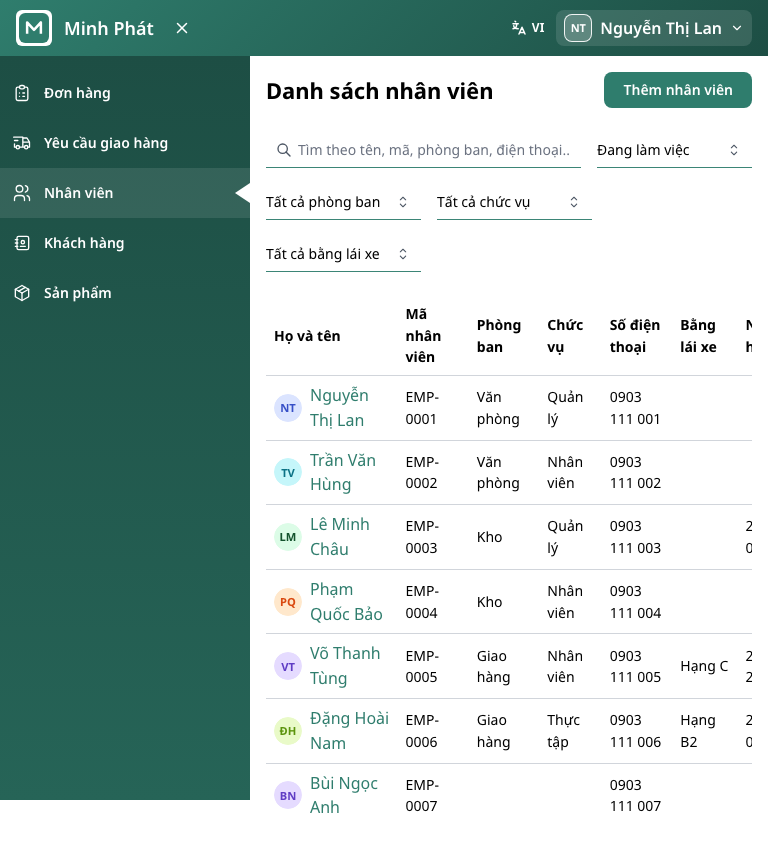 Minh Phát
VI
NT
Nguyễn Thị Lan
Đơn hàng
Yêu cầu giao hàng
Nhân viên
Khách hàng
Sản phẩm
Danh sách nhân viên
Thêm nhân viên
Tìm theo tên, mã, phòng ban, điện thoại..
Đang làm việc
Tất cả phòng ban
Tất cả chức vụ
Tất cả bằng lái xe
Họ và tên
Mã
nhân
viên
Phòng
ban
Chức
vụ
Số điện
thoại
Bằng
lái xe
NT
Nguyễn
Thị Lan
EMP-
0001
Văn
phòng
Quản
lý
0903
111 001
TV
Trần Văn
Hùng
EMP-
0002
Văn
phòng
Nhân
viên
0903
111 002
LM
Lê Minh
Châu
EMP-
0003
Kho
Quản
lý
0903
111 003
PQ
Phạm
Quốc Bảo
EMP-
0004
Kho
Nhân
viên
0903
111 004
VT
Võ Thanh
Tùng
EMP-
0005
Giao
hàng
Nhân
viên
0903
111 005
Hạng C
ĐH
Đặng Hoài
Nam
EMP-
0006
Giao
hàng
Thực
tập
0903
111 006
Hạng
B2
BN
Bùi Ngọc
Anh
EMP-
0007
0903
111 007